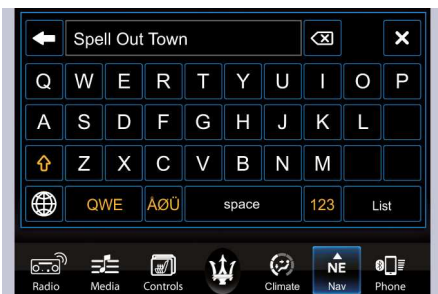 Spell Out Town
Q W E R T Y U I O P
A S D F G H J K L
Z X C V B N M
QWE ÅØÜ space 123 List
NE
Radio Media Controls Climate Nav Phone